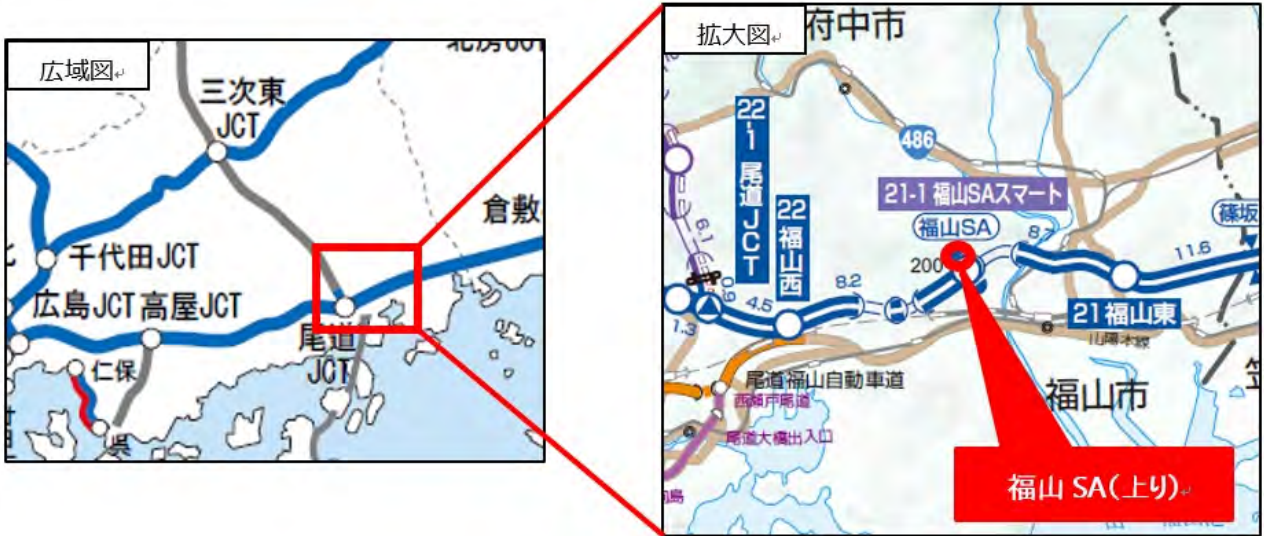 広域図
三次東
JCT
倉敷
千代田JCT
広島JCT
高屋JCT
尾道
JCT
仁保
呉
拡大図
府中市
486
22-1 尾道JCT
22 福山西
21-1 福山SAスマート
福山SA
篠坂
6.1
0.9
1.3
4.5
8.2
200
11.6
21 福山東
山陽本線
尾道福山自動車道
西瀬戸尾道
尾道大橋出入口
福山市
福山 SA(上り)